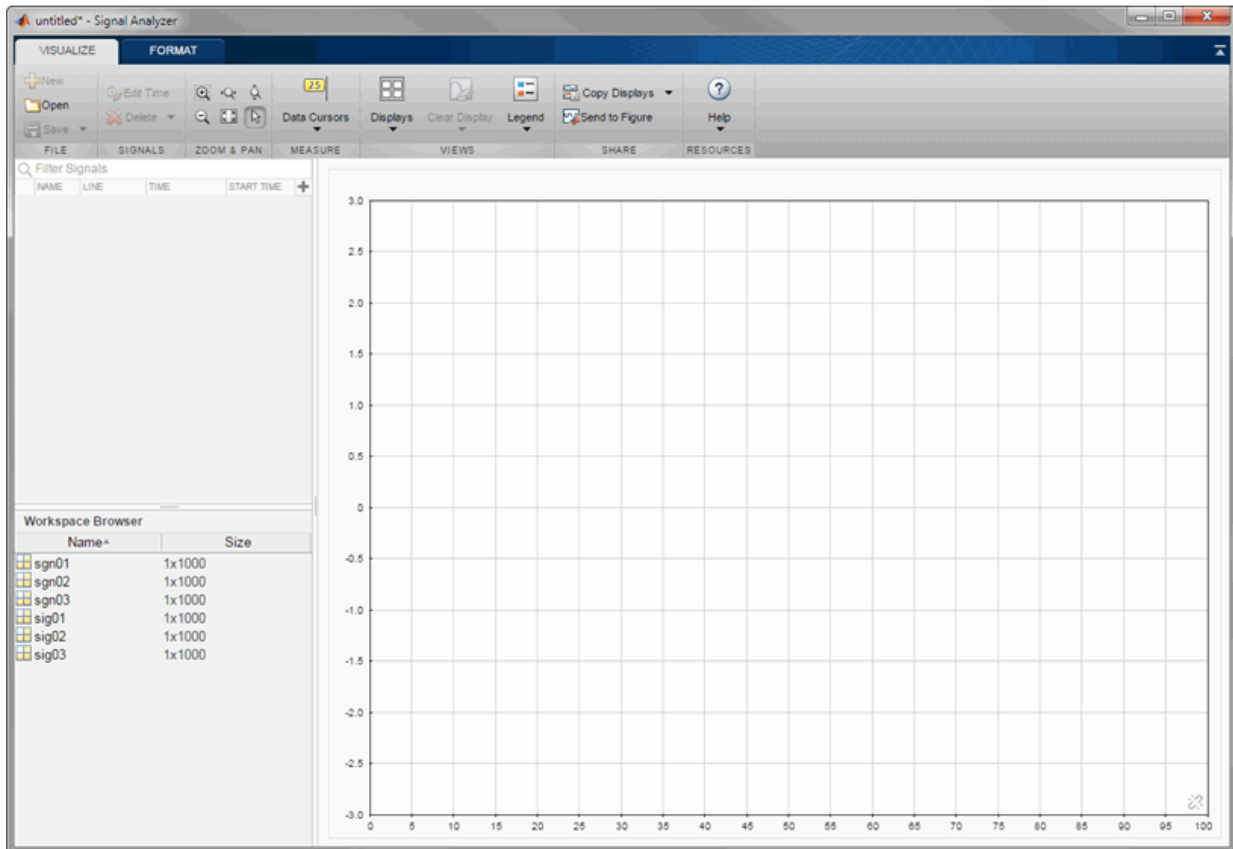 untitled* - Signal Analyzer
VISUALIZE FORMAT
New
Open
Save
Edit Time
Delete
2.5
Data Cursors
Displays
Clear Display
Legend
Copy Displays
Send to Figure
?
Help
FILE SIGNALS ZOOM & PAN MEASURE VIEWS SHARE RESOURCES
Filter Signals
NAME LINE TIME START TIME
Workspace Browser
Name Size
sgn01 1x1000
sgn02 1x1000
sgn03 1x1000
sig01 1x1000
sig02 1x1000
sig03 1x1000
3.0
2.5
2.0
1.5
1.0
0.5
0
-0.5
-1.0
-1.5
-2.0
-2.5
-3.0
0 5 10 15 20 25 30 35 40 45 50 55 60 65 70 75 80 85 90 95 100